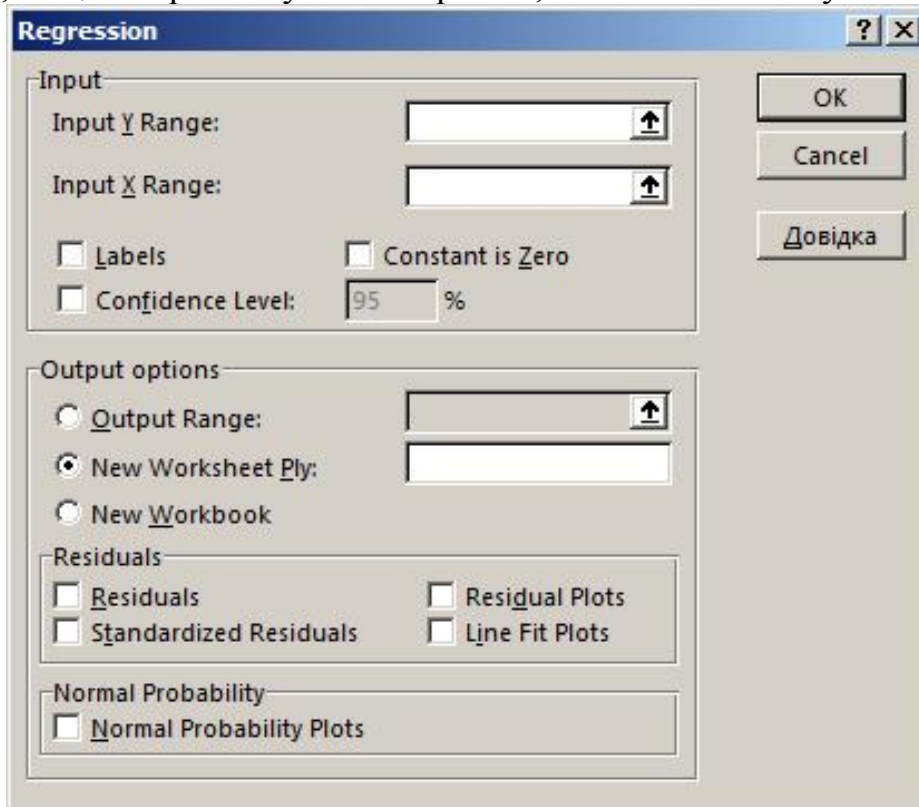 Regression
Input
Input Y Range:
Input X Range:
Labels
Constant is Zero
Confidence Level: 95 %
OK
Cancel
Довідка
Output options
Output Range:
New Worksheet Ply:
New Workbook
Residuals
Residuals
Residual Plots
Standardized Residuals
Line Fit Plots
Normal Probability
Normal Probability Plots